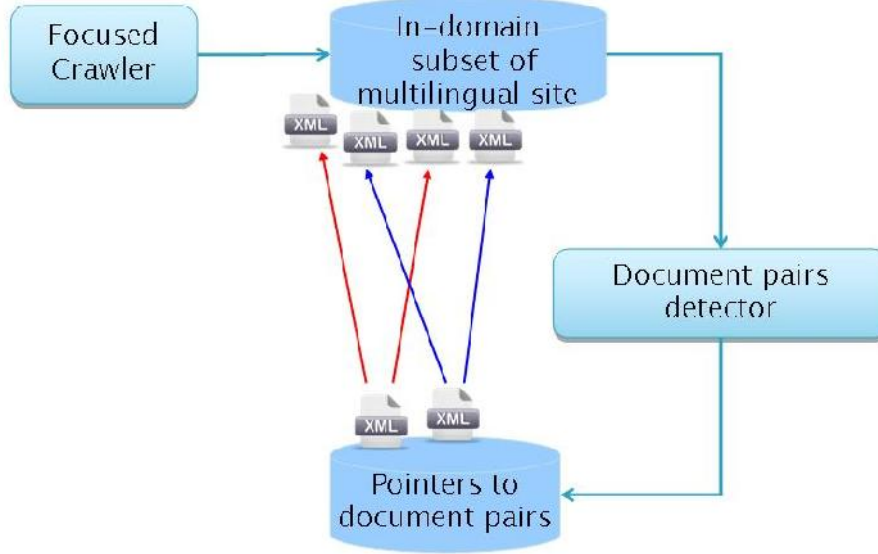 Focused
Crawler
In-domain
subset of
multilingual site
XML
XML
XML
XML
Document pairs
detector
XML
XML
Pointers to
document pairs